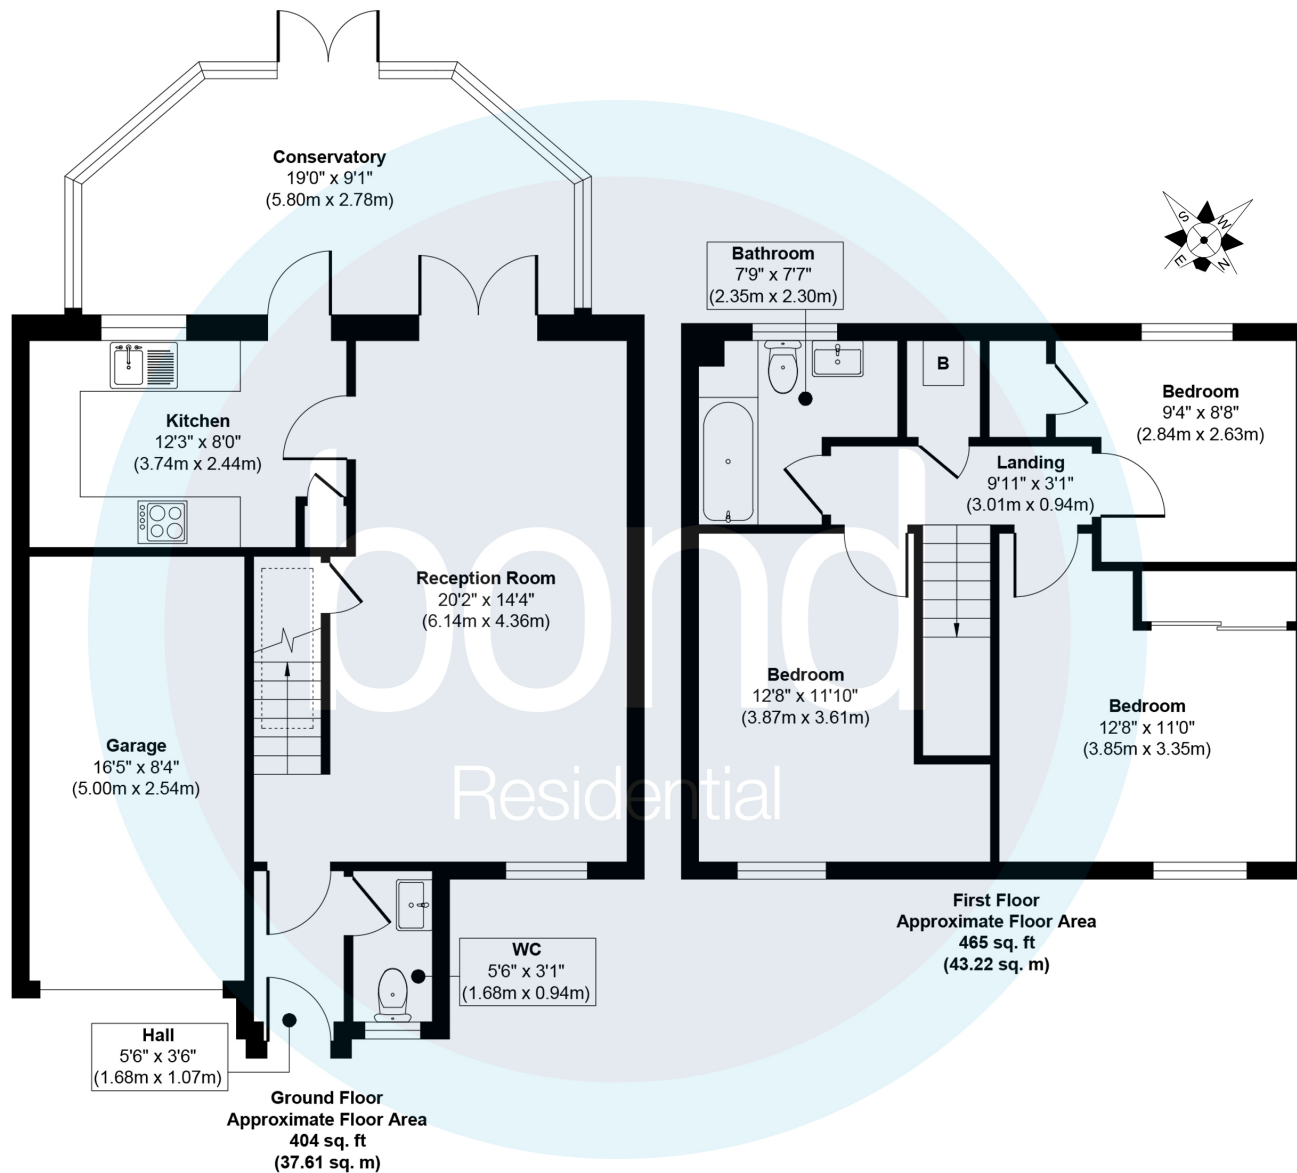 Conservatory
19'0" x 9'1"
(5.80m x 2.78m)
S
W
E
N
Bathroom
7'9" x 7'7"
(2.35m x 2.30m)
B
Bedroom
9'4" x 8'8"
(2.84m x 2.63m)
Kitchen
12'3" x 8'0"
(3.74m x 2.44m)
Landing
9'11" x 3'1"
(3.01m x 0.94m)
bond
Residential
Reception Room
20'2" x 14'4"
(6.14m x 4.36m)
Bedroom
12'8" x 11'10"
(3.87m x 3.61m)
Bedroom
12'8" x 11'0"
(3.85m x 3.35m)
Garage
16'5" x 8'4"
(5.00m x 2.54m)
First Floor
Approximate Floor Area
465 sq. ft
(43.22 sq. m)
WC
5'6" x 3'1"
(1.68m x 0.94m)
Hall
5'6" x 3'6"
(1.68m x 1.07m)
Ground Floor
Approximate Floor Area
404 sq. ft
(37.61 sq. m)